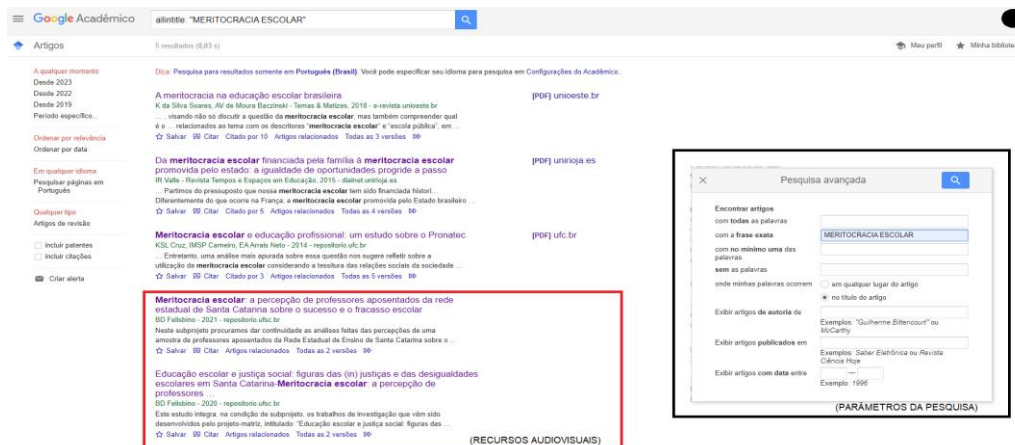 Google Acadêmico
allintitle: "MERITOCRACIA ESCOLAR"
Artigos
5 resultados (0,03 s)
Meu perfil
Minha bibliote
A qualquer momento
Desde 2023
Desde 2022
Desde 2019
Período específico...
Ordenar por relevância
Ordenar por data
Em qualquer idioma
Pesquisar páginas em
Português
Qualquer tipo
Artigos de revisão
incluir patentes
incluir citações
Criar alerta
Dica: Pesquisa para resultados somente em Português (Brasil). Você pode especificar seu idioma para pesquisa em Configurações do Acadêmico..
A meritocracia na educação escolar brasileira
[PDF] unioeste.br
K da Silva Soares, AV de Moura Baczinski - Temas & Matizes, 2018 - e-revista.unioeste.br
... , visando não só discutir a questão da meritocracia escolar, mas também compreender qual
é o ... relacionados ao tema com os descritores "meritocracia escolar" e "escola pública", em ...
Salvar Citar Citado por 10 Artigos relacionados Todas as 3 versões
Da meritocracia escolar financiada pela família à meritocracia escolar
promovida pelo estado: a igualdade de oportunidades progride a passo
[PDF] unirioja.es
IR Valle - Revista Tempos e Espaços em Educação, 2015 - dialnet.unirioja.es
... Partimos do pressuposto que nossa meritocracia escolar tem sido financiada histori...
Diferentemente do que ocorre na França, a meritocracia escolar promovida pelo Estado brasileiro ...
Salvar Citar Citado por 5 Artigos relacionados Todas as 4 versões
Meritocracia escolar e educação profissional: um estudo sobre o Pronatec
[PDF] ufc.br
KSL Cruz, IMSP Carneiro, EA Arrais Neto - 2014 - repositorio.ufc.br
... Entretanto, uma análise mais apurada sobre essa questão nos sugere refletir sobre a
utilização da meritocracia escolar considerando a tessitura das relações sociais da sociedade ...
Salvar Citar Citado por 3 Artigos relacionados Todas as 5 versões
Meritocracia escolar: a percepção de professores aposentados da rede
estadual de Santa Catarina sobre o sucesso e o fracasso escolar
BD Felisbino - 2021 - repositorio.ufsc.br
Neste subprojeto procuramos dar continuidade as análises feitas das percepções de uma
amostra de professores aposentados da Rede Estadual de Ensino de Santa Catarina sobre o ...
Salvar Citar Artigos relacionados Todas as 2 versões
Educação escolar e justiça social: figuras das (in) justiças e das desigualdades
escolares em Santa Catarina-Meritocracia escolar: a percepção de
professores ...
BD Felisbino - 2020 - repositorio.ufsc.br
Este estudo integra, na condição de subprojeto, os trabalhos de investigação que vêm sido
desenvolvidos pelo projeto-matriz, intitulado: "Educação escolar e justiça social: figuras das ...
Salvar Citar Artigos relacionados Todas as 2 versões
(RECURSOS AUDIOVISUAIS)
Pesquisa avançada
Encontrar artigos
com todas as palavras
com a frase exata
MERITOCRACIA ESCOLAR
com no mínimo uma das
palavras
sem as palavras
onde minhas palavras ocorrem
em qualquer lugar do artigo
no título do artigo
Exibir artigos de autoria de
Exemplos: "Guilherme Bittencourt" ou
McCarthy
Exibir artigos publicados em
Exemplos: Saber Eletrônica ou Revista
Ciência Hoje
Exibir artigos com data entre
—
Exemplo: 1996
(PARÂMETROS DA PESQUISA)